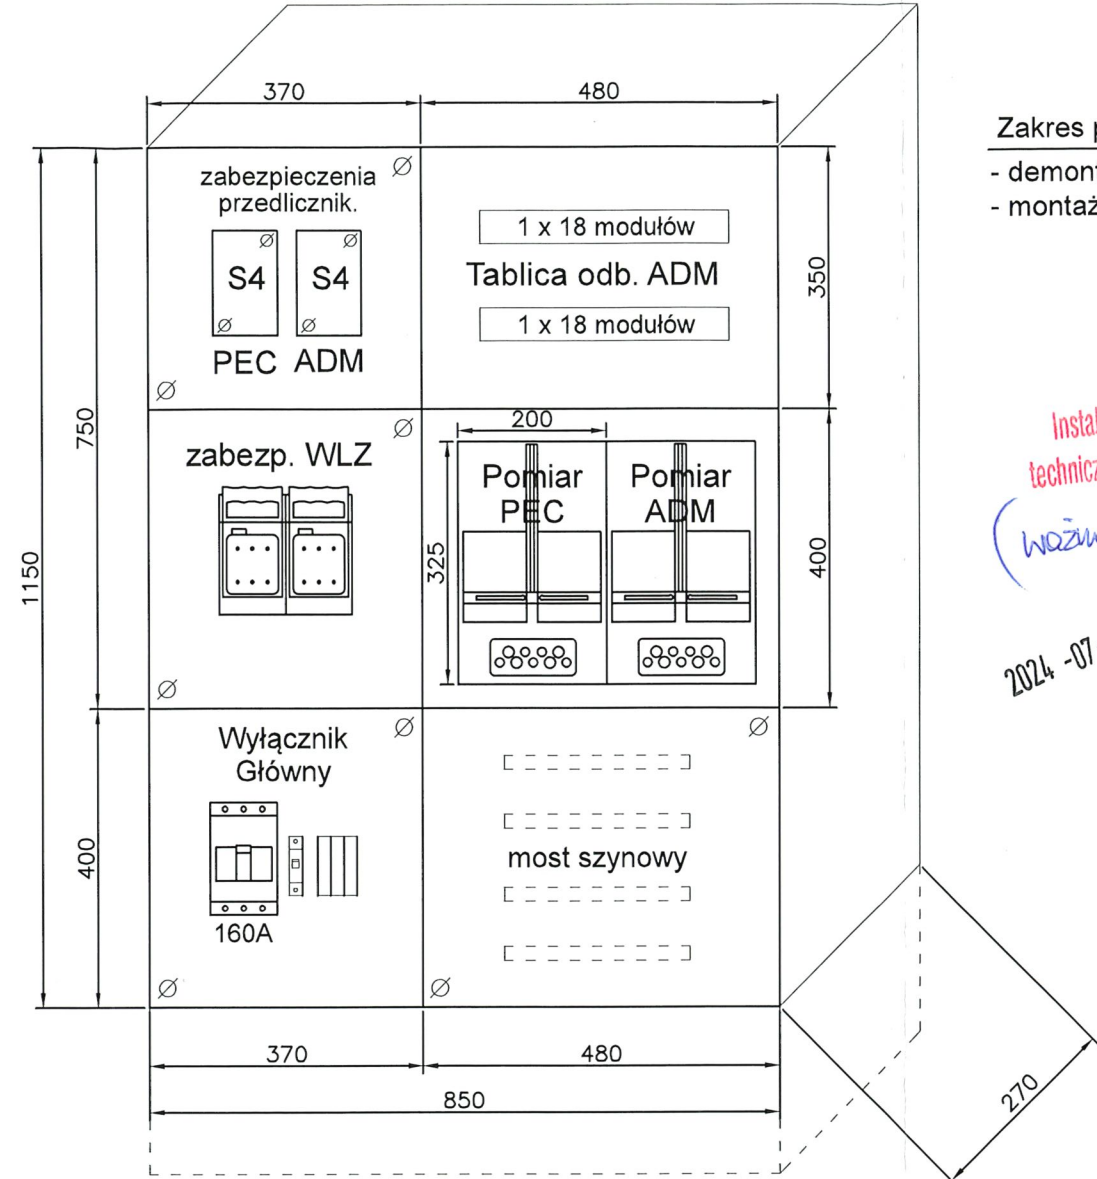 370
480
Zakres
- demon
- montaż
zabezpieczenia
przedlicznik.
S4
S4
PEC
ADM
1 x 18 modułów
Tablica odb. ADM
1 x 18 modułów
350
750
1150
zabezp. WLZ
200
Pomiar
PEC
Pomiar
ADM
325
400
Instal
technicz
2024 -07
Wyłącznik
Główny
160A
400
most szynowy
370
480
850
270